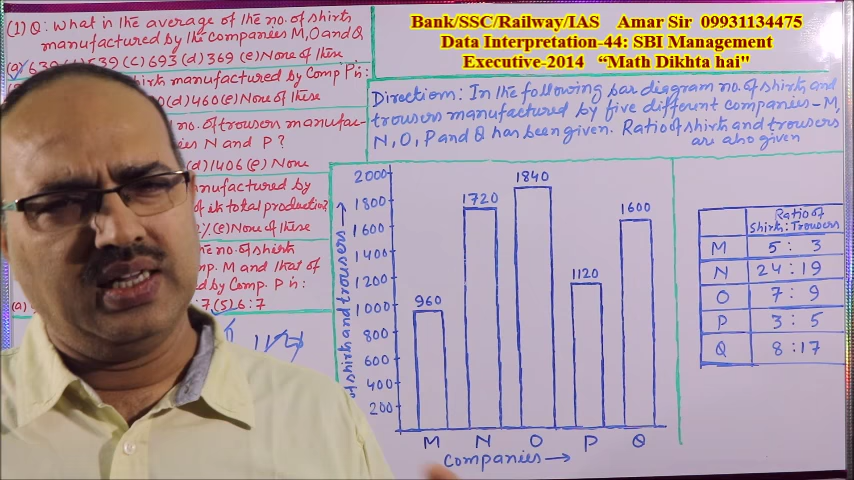 Bank/SSC/Railway/IAS Amar Sir 09931134475
Data Interpretation-44: SBI Management
Executive-2014 "Math Dikhta hai"
(1) Q: What is the average of the no. of shirts
manufactured by the companies M, O and Q
(c) 693 (d) 369 (e) None of these
shirts manufactured by Comp P is:
(d) 460 (e) None of these
no. of trousers manufac-
N and P?
(d) 1406 (e) None
manufactured by
of its total production?
(e) None of these
no. of shirts
M and that of
by Comp. P is:
(a)
:7 (5) 6:7
Direction: In the following bar diagram no. of shirts and
trousers manufactured by five different companies - M,
N, O, P and Q has been given. Ratio of shirts and trousers
are also given
of shirts and trousers →
2000
1800
1600
1400
1200
1000
800
600
400
200
960
1720
1840
1120
1600
M N O P Q
Companies →
Ratio of
Shirts: Trousers
M 5 : 3
N 24 : 19
O 7 : 9
P 3 : 5
Q 8 : 17